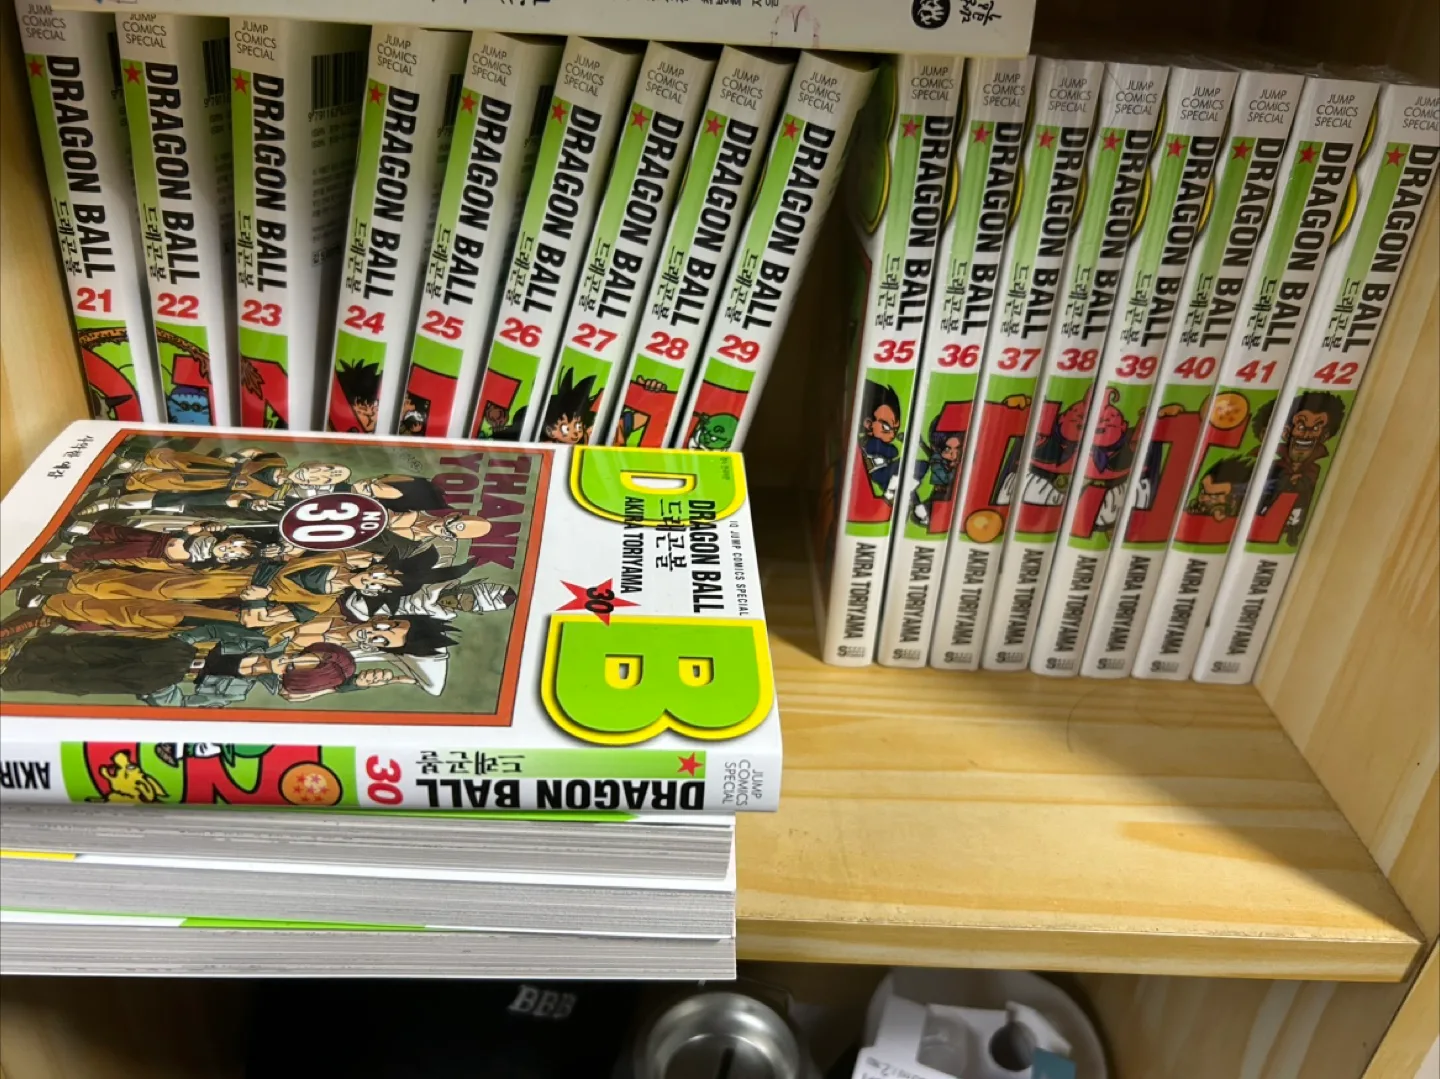 JUMP COMICS SPECIAL
DRAGON BALL 드래곤볼 21
JUMP COMICS SPECIAL
DRAGON BALL 드래곤볼 22
JUMP COMICS SPECIAL
DRAGON BALL 드래곤볼 23
JUMP COMICS SPECIAL
DRAGON BALL 드래곤볼 24
JUMP COMICS SPECIAL
DRAGON BALL 드래곤볼 25
JUMP COMICS SPECIAL
DRAGON BALL 드래곤볼 26
JUMP COMICS SPECIAL
DRAGON BALL 드래곤볼 27
JUMP COMICS SPECIAL
DRAGON BALL 드래곤볼 28
JUMP COMICS SPECIAL
DRAGON BALL 드래곤볼 29
JUMP COMICS SPECIAL
DRAGON BALL 드래곤볼 35
AKIRA TORIYAMA
JUMP COMICS SPECIAL
DRAGON BALL 드래곤볼 36
AKIRA TORIYAMA
JUMP COMICS SPECIAL
DRAGON BALL 드래곤볼 37
AKIRA TORIYAMA
JUMP COMICS SPECIAL
DRAGON BALL 드래곤볼 38
AKIRA TORIYAMA
JUMP COMICS SPECIAL
DRAGON BALL 드래곤볼 39
AKIRA TORIYAMA
JUMP COMICS SPECIAL
DRAGON BALL 드래곤볼 40
AKIRA TORIYAMA
JUMP COMICS SPECIAL
DRAGON BALL 드래곤볼 41
AKIRA TORIYAMA
JUMP COMICS SPECIAL
DRAGON BALL 드래곤볼 42
AKIRA TORIYAMA
IQ JUMP COMICS SPECIAL
DRAGON BALL
드래곤볼
AKIRA TORIYAMA
30
DB
THANK
YOU
NO.
30
JUMP COMICS SPECIAL
DRAGON BALL 드래곤볼 30
AKIR
BBB